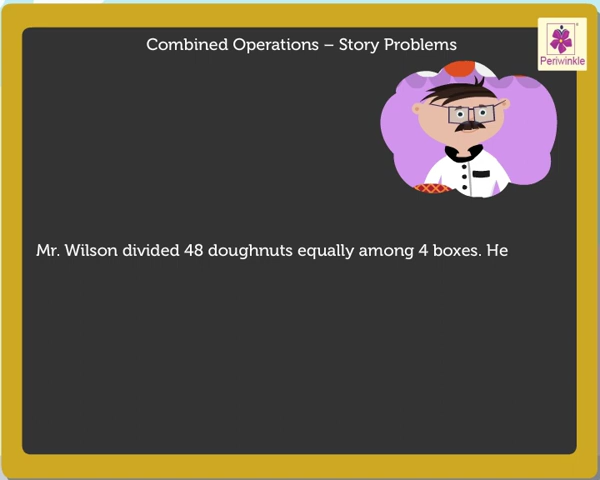 Combined Operations – Story Problems
Periwinkle
Mr. Wilson divided 48 doughnuts equally among 4 boxes. He